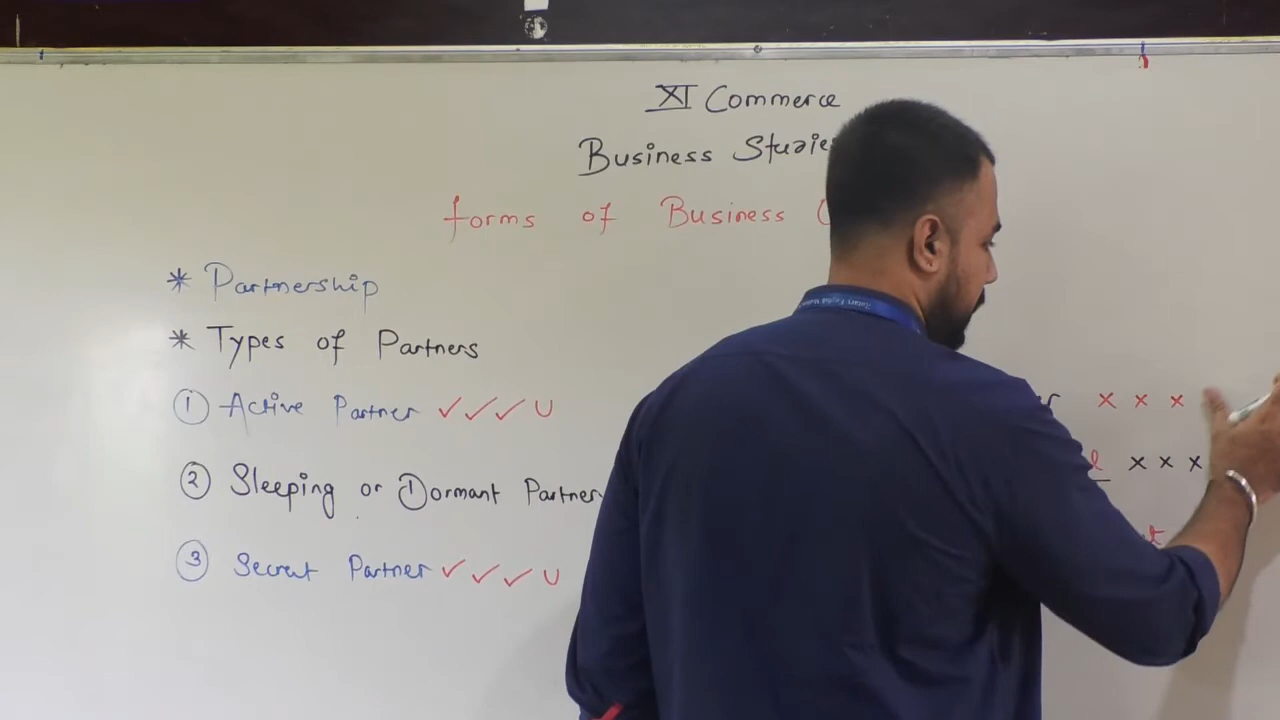 XI Commerce
Business Studies
forms of Business
* Partnership
* Types of Partners
① Active Partner ✓✓✓ U
② Sleeping or Dormant Partner
③ Secret Partner ✓ ✓ ✓ U
x x x
x x x